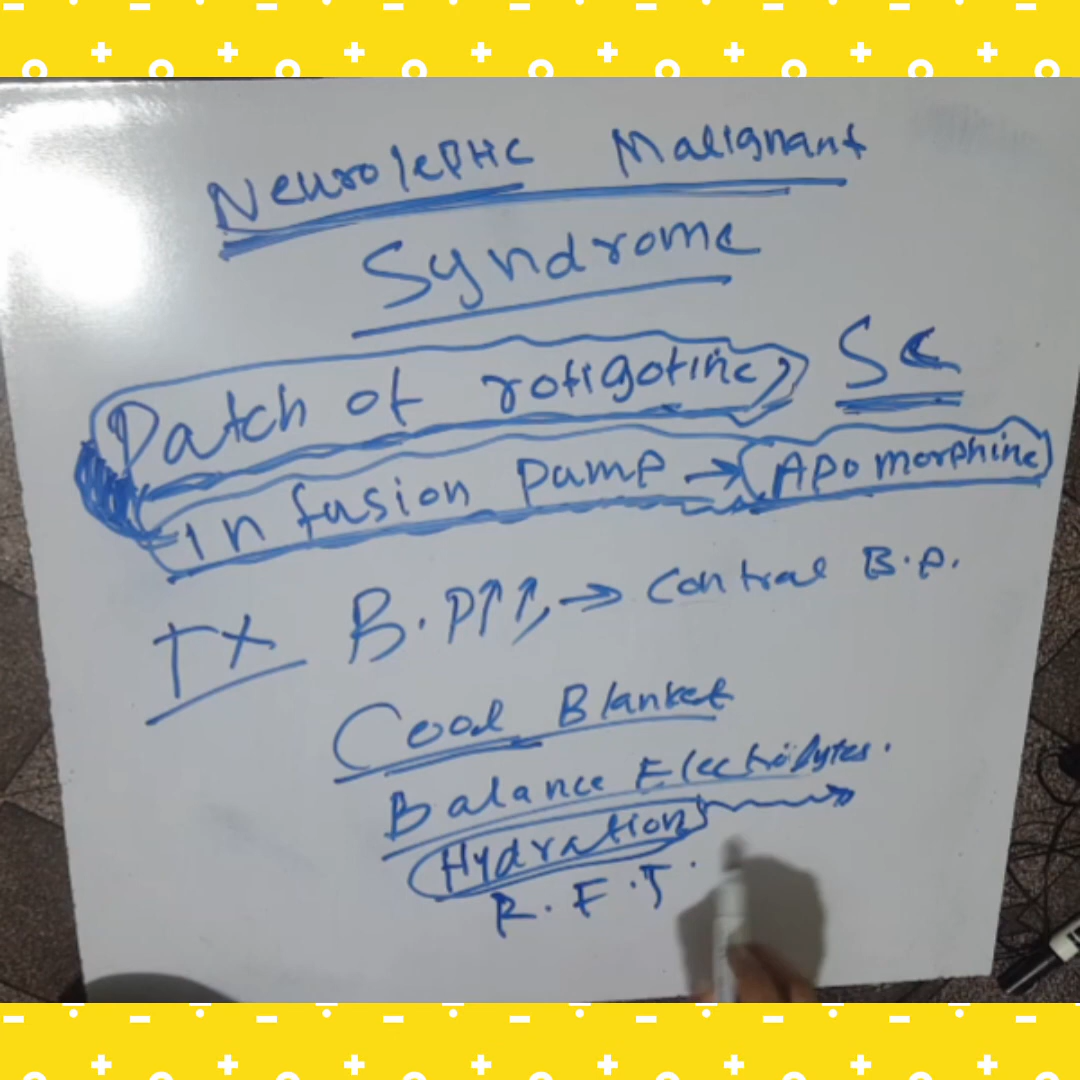 Neuroleptic Malignant
Syndrome
Patch of rotigotine, SC
Infusion pump → Apomorphine
TX B.P↑↑, → Control B.P.
Cool Blanket
Balance Electrolytes.
Hydration →
R.F.T.